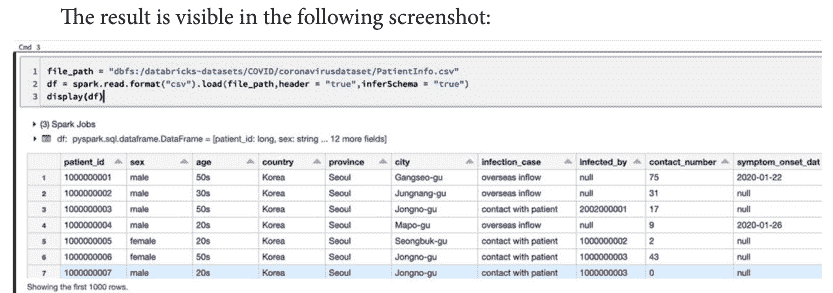 The result is visible in the following screenshot:
Cmd 3
1 file_path = "dbfs:/databricks-datasets/COVID/coronavirusdataset/PatientInfo.csv"
2 df = spark.read.format("csv").load(file_path,header = "true",inferSchema = "true")
3 display(df)
(3) Spark Jobs
df: pyspark.sql.dataframe.DataFrame = [patient_id: long, sex: string ... 12 more fields]
patient_id sex age country province city infection_case infected_by contact_number symptom_onset_dat
1 1000000001 male 50s Korea Seoul Gangseo-gu overseas inflow null 75 2020-01-22
2 1000000002 male 30s Korea Seoul Jungnang-gu overseas inflow null 31 null
3 1000000003 male 50s Korea Seoul Jongno-gu contact with patient 2002000001 17 null
4 1000000004 male 20s Korea Seoul Mapo-gu overseas inflow null 9 2020-01-26
5 1000000005 female 20s Korea Seoul Seongbuk-gu contact with patient 1000000002 2 null
6 1000000006 female 50s Korea Seoul Jongno-gu contact with patient 1000000003 43 null
7 1000000007 male 20s Korea Seoul Jongno-gu contact with patient 1000000003 0 null
Showing the first 1000 rows.